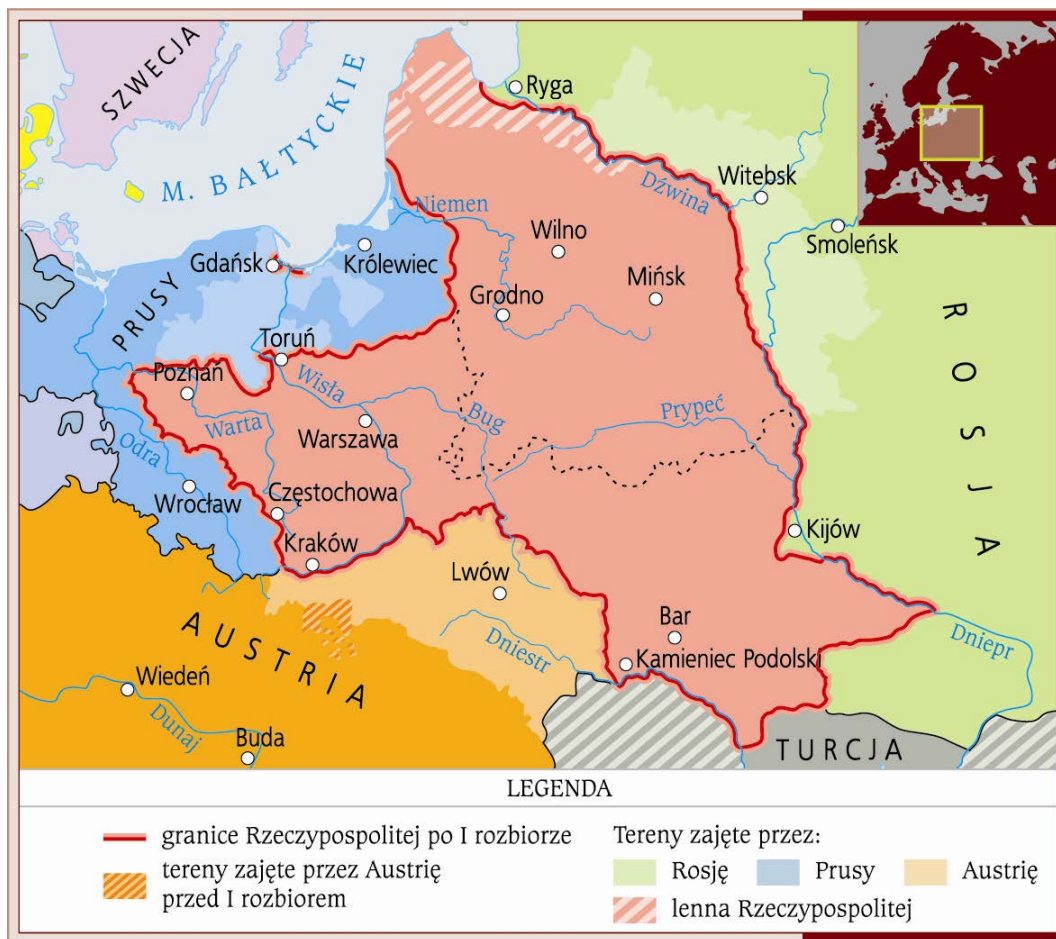 SZWECJA
M. BAŁTYCKIE
Ryga
Dźwina
Witebsk
Smoleńsk
Niemen
Wilno
Gdańsk
Królewiec
Mińsk
Grodno
PRUSY
ROSJA
Toruń
Poznań
Wisła
Warta
Warszawa
Bug
Prypeć
Odra
Wrocław
Częstochowa
Kraków
Kijów
Lwów
AUSTRIA
Dniestr
Bar
Kamieniec Podolski
Dniepr
Wiedeń
Dunaj
Buda
TURCJA
LEGENDA
granice Rzeczypospolitej po I rozbiorze
tereny zajęte przez Austrię
przed I rozbiorem
Tereny zajęte przez:
Rosję
Prusy
Austrię
lenna Rzeczypospolitej